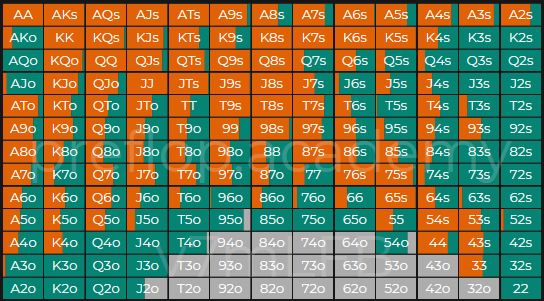 AA AKs AQs AJs ATs A9s A8s A7s A6s A5s A4s A3s A2s
AKo KK KQs KJs KTs K9s K8s K7s K6s K5s K4s K3s K2s
AQo KQo QQ QJs QTs Q9s Q8s Q7s Q6s Q5s Q4s Q3s Q2s
AJo KJo QJo JJ JTs J9s J8s J7s J6s J5s J4s J3s J2s
ATo KTo QTo JTo TT T9s T8s T7s T6s T5s T4s T3s T2s
A9o K9o Q9o J9o T9o 99 98s 97s 96s 95s 94s 93s 92s
A8o K8o Q8o J8o T8o 98o 88 87s 86s 85s 84s 83s 82s
preflop academy
A7o K7o Q7o J7o T7o 97o 87o 77 76s 75s 74s 73s 72s
A6o K6o Q6o J6o T6o 96o 86o 76o 66 65s 64s 63s 62s
A5o K5o Q5o J5o T5o 95o 85o 75o 65o 55 54s 53s 52s
A4o K4o Q4o J4o T4o 94o 84o 74o 64o 54o 44 43s 42s
A3o K3o Q3o J3o T3o 93o 83o 73o 63o 53o 43o 33 32s
A2o K2o Q2o J2o T2o 92o 82o 72o 62o 52o 42o 32o 22